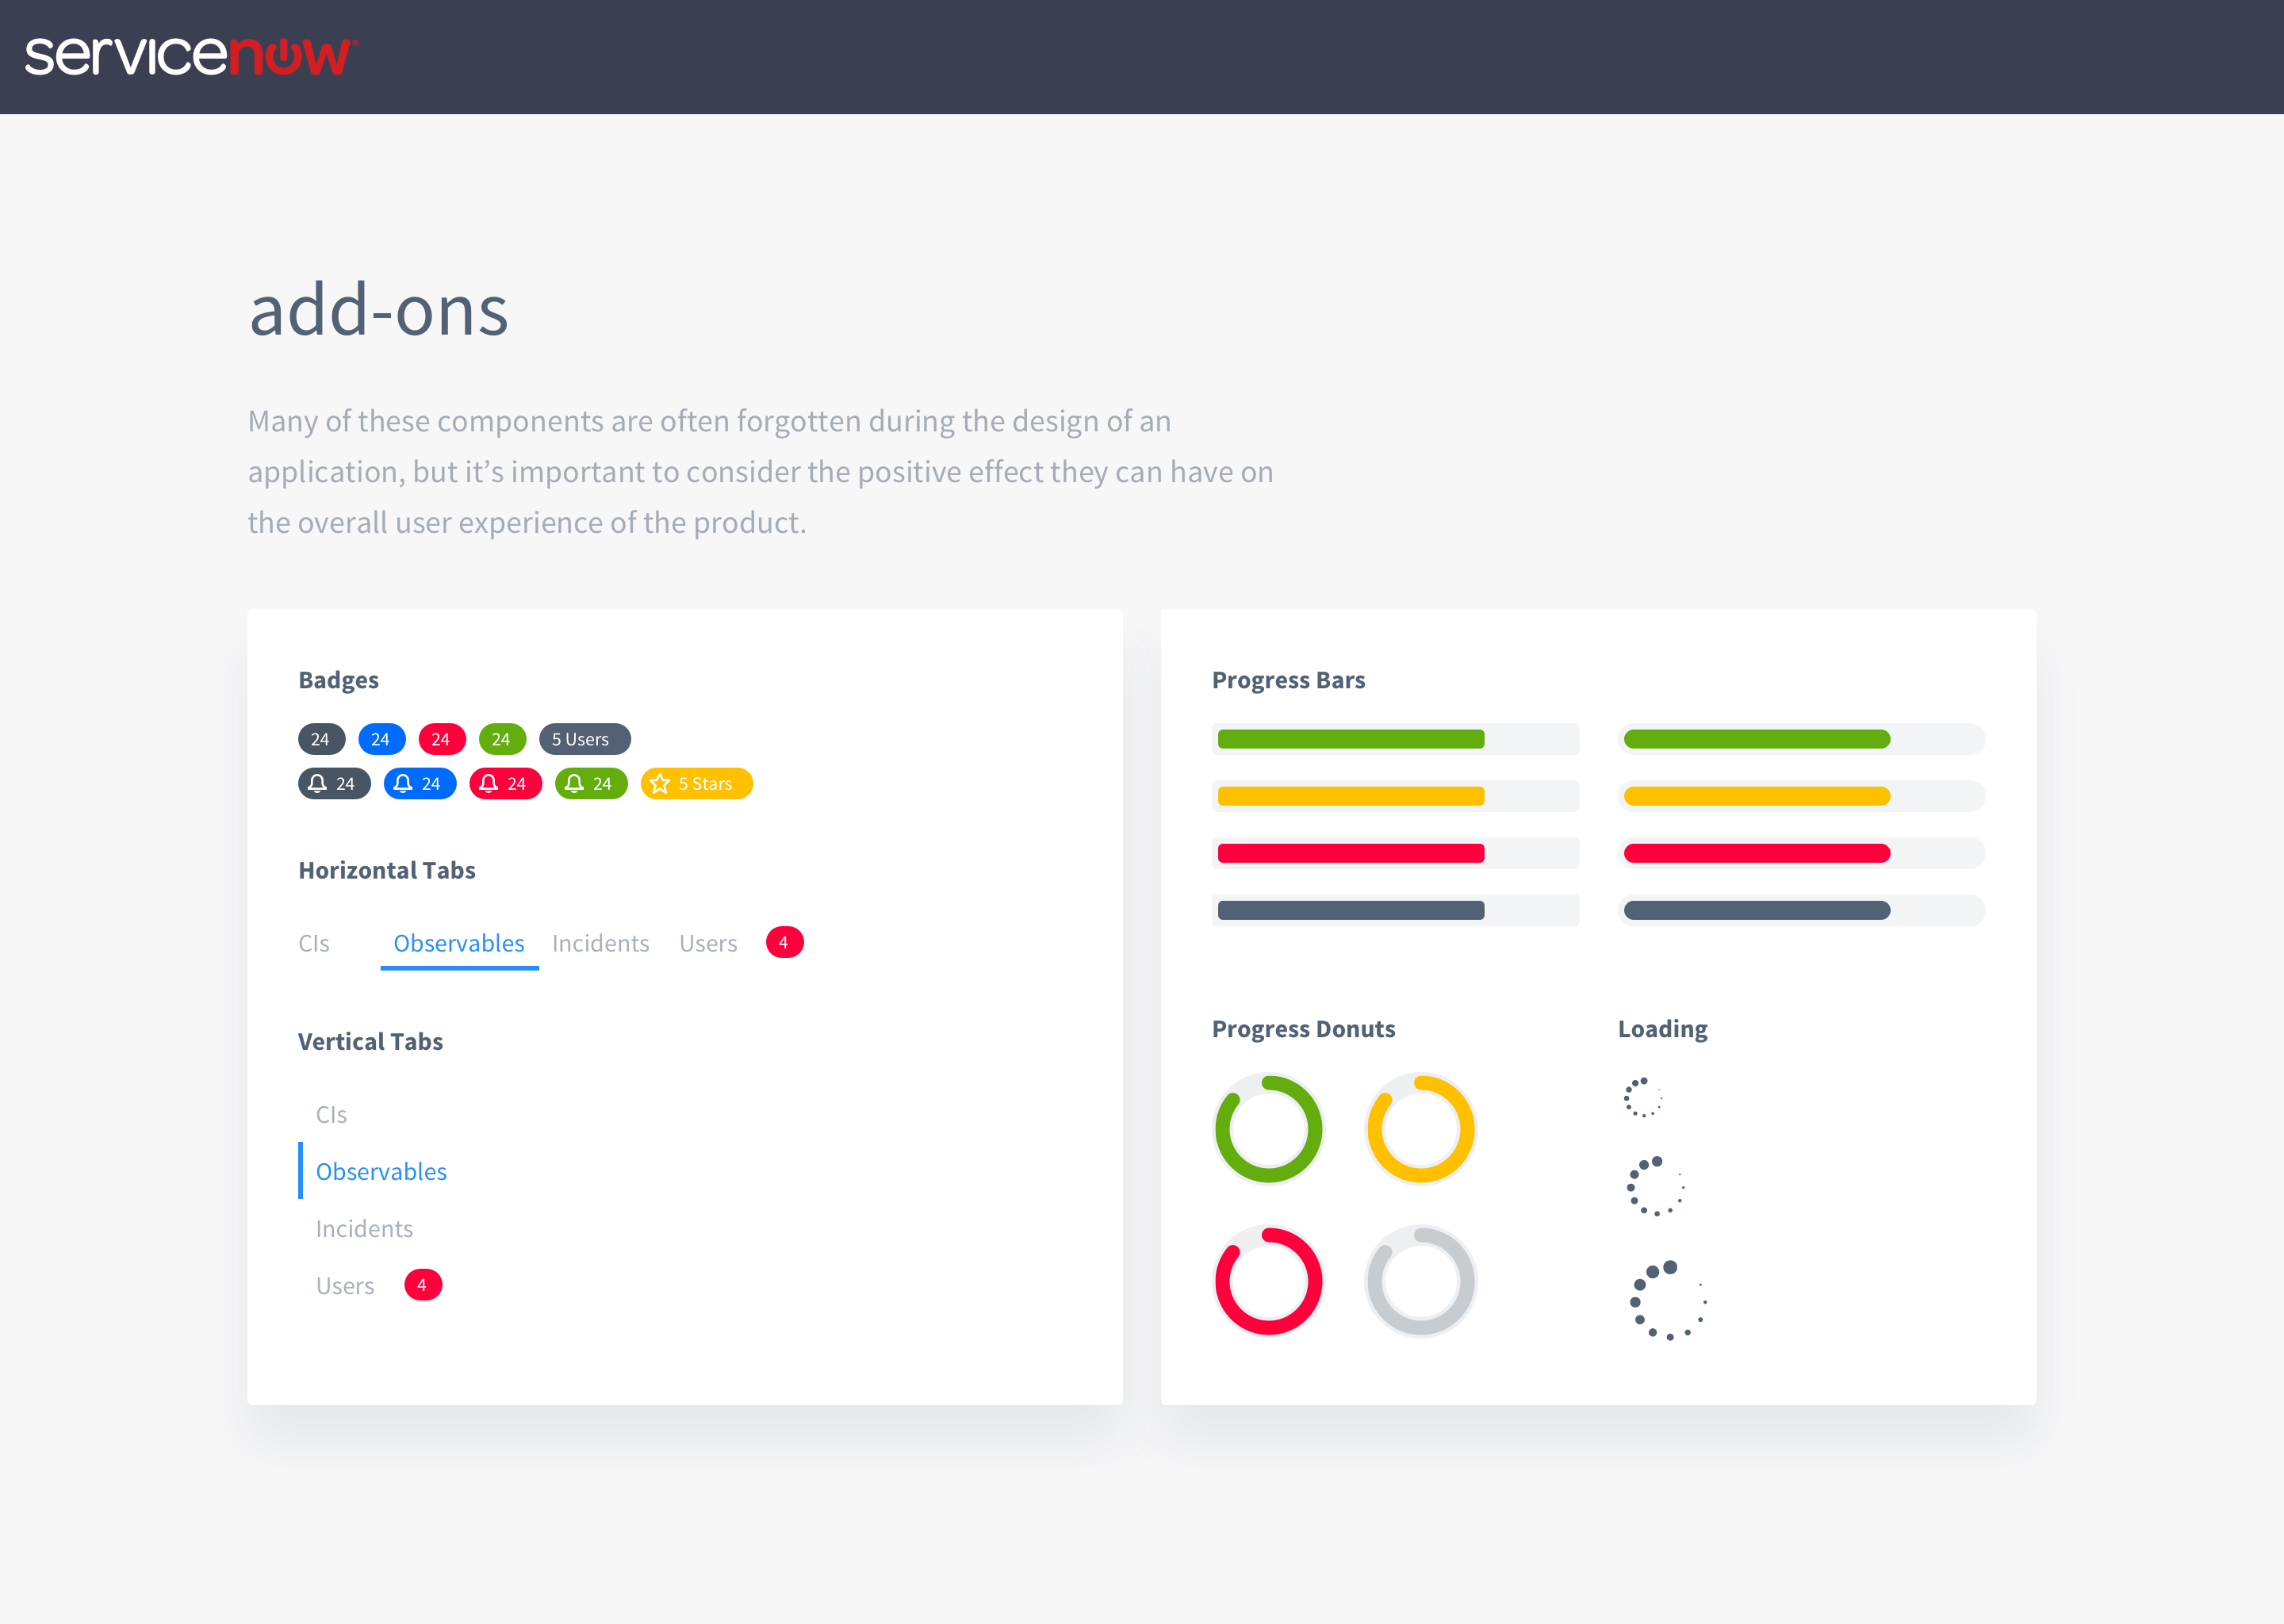 servicenow
add-ons
Many of these components are often forgotten during the design of an
application, but it’s important to consider the positive effect they can have on
the overall user experience of the product.
Badges
24 24 24 24 5 Users
24 24 24 24 5 Stars
Horizontal Tabs
CIs Observables Incidents Users 4
Vertical Tabs
CIs
Observables
Incidents
Users 4
Progress Bars
Progress Donuts
Loading